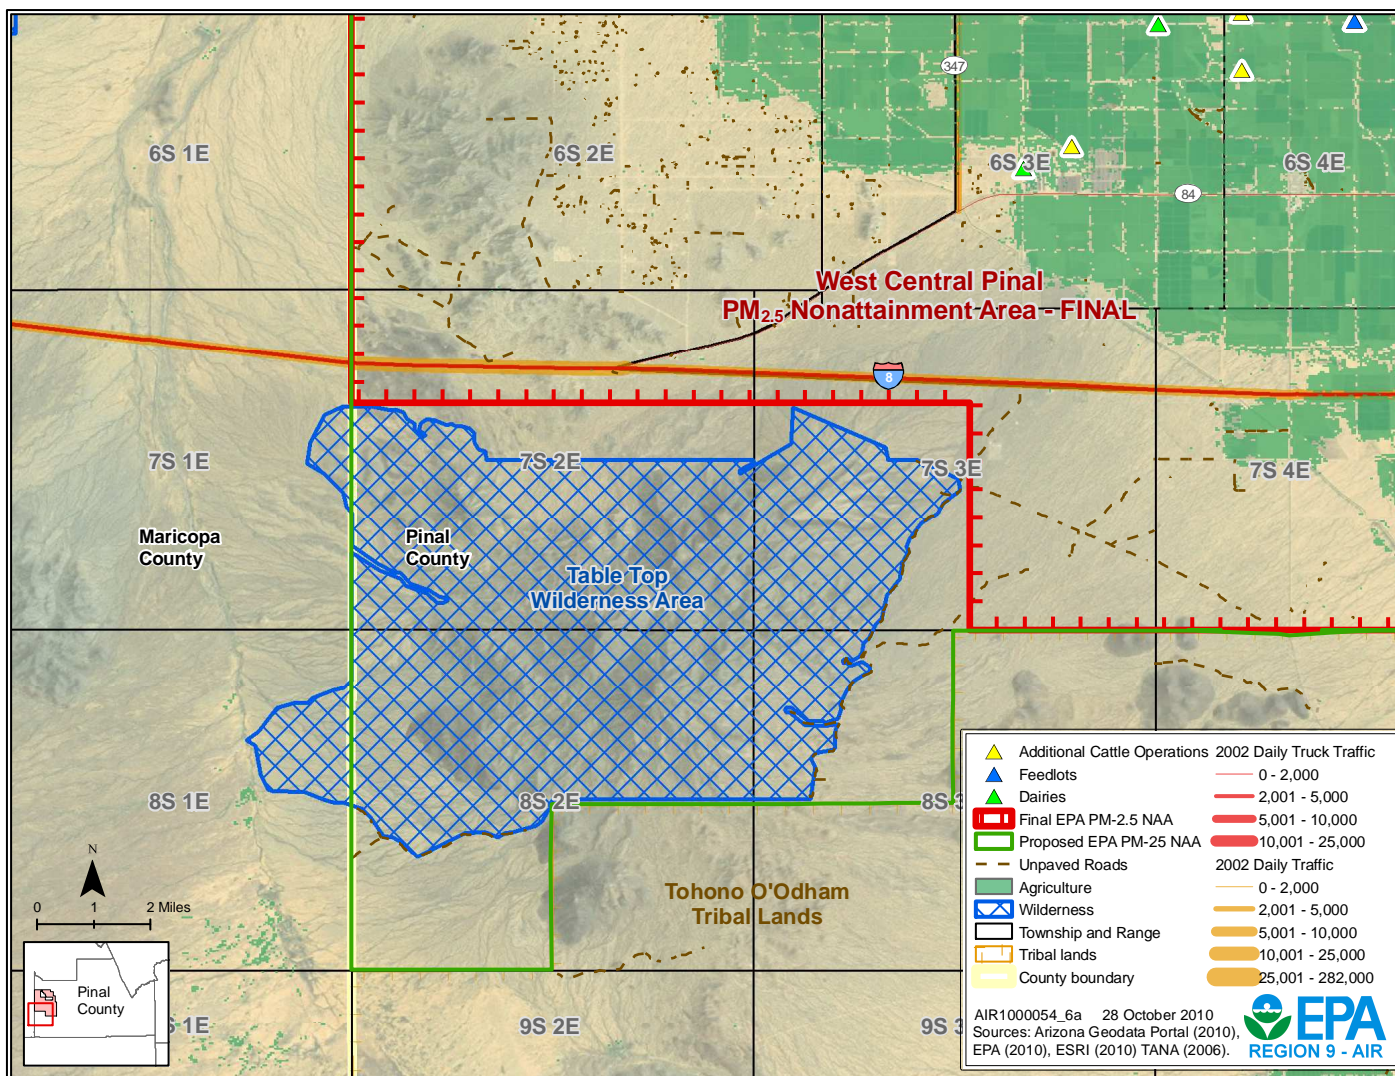 347
6S 1E
6S 2E
6S 3E
6S 4E
84
West Central Pinal
PM2.5 Nonattainment Area - FINAL
8
7S 1E
7S 2E
7S 3E
7S 4E
Maricopa
County
Pinal
County
Table Top
Wilderness Area
8S 1E
8S 2E
8S 3
Tohono O'Odham
Tribal Lands
N
0 1 2 Miles
Pinal
County
S 1E
9S 2E
9S 3
Additional Cattle Operations
Feedlots
Dairies
Final EPA PM-2.5 NAA
Proposed EPA PM-25 NAA
Unpaved Roads
Agriculture
Wilderness
Township and Range
Tribal lands
County boundary
2002 Daily Truck Traffic
0 - 2,000
2,001 - 5,000
5,001 - 10,000
10,001 - 25,000
2002 Daily Traffic
0 - 2,000
2,001 - 5,000
5,001 - 10,000
10,001 - 25,000
25,001 - 282,000
AIR1000054_6a 28 October 2010
Sources: Arizona Geodata Portal (2010),
EPA (2010), ESRI (2010) TANA (2006).
EPA
REGION 9 - AIR